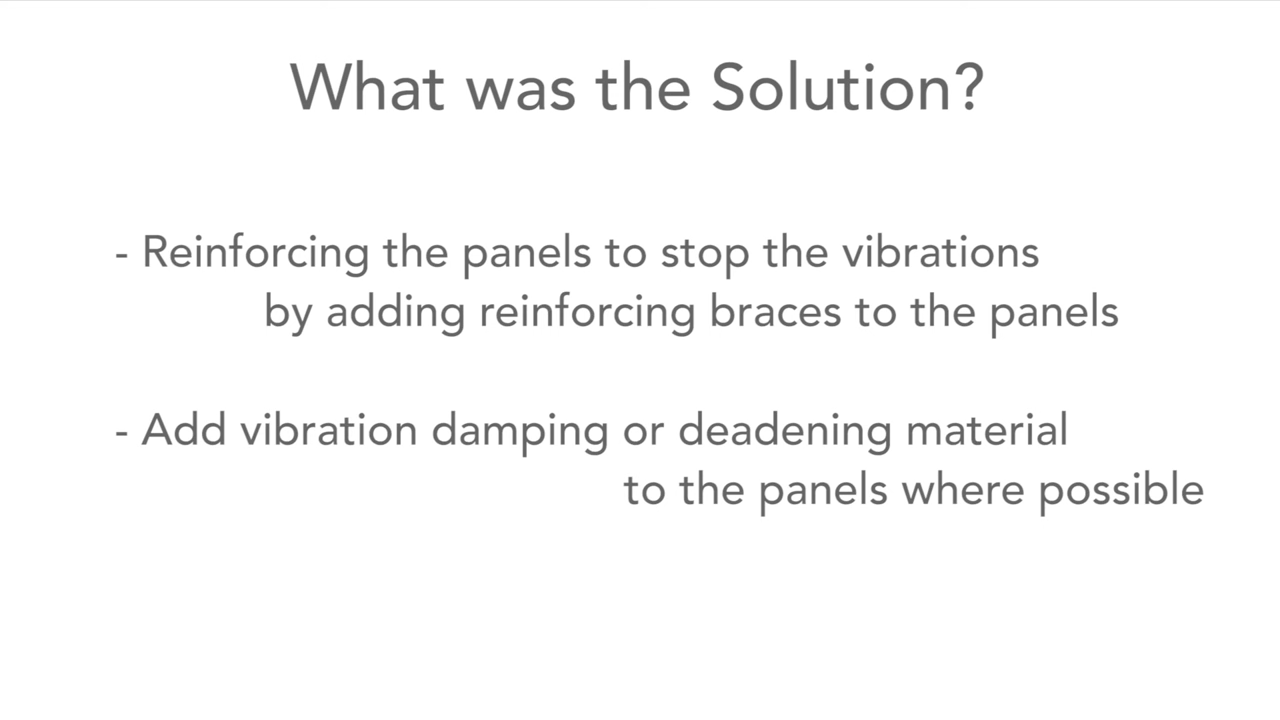 What was the Solution?
- Reinforcing the panels to stop the vibrations
by adding reinforcing braces to the panels
- Add vibration damping or deadening material
to the panels where possible